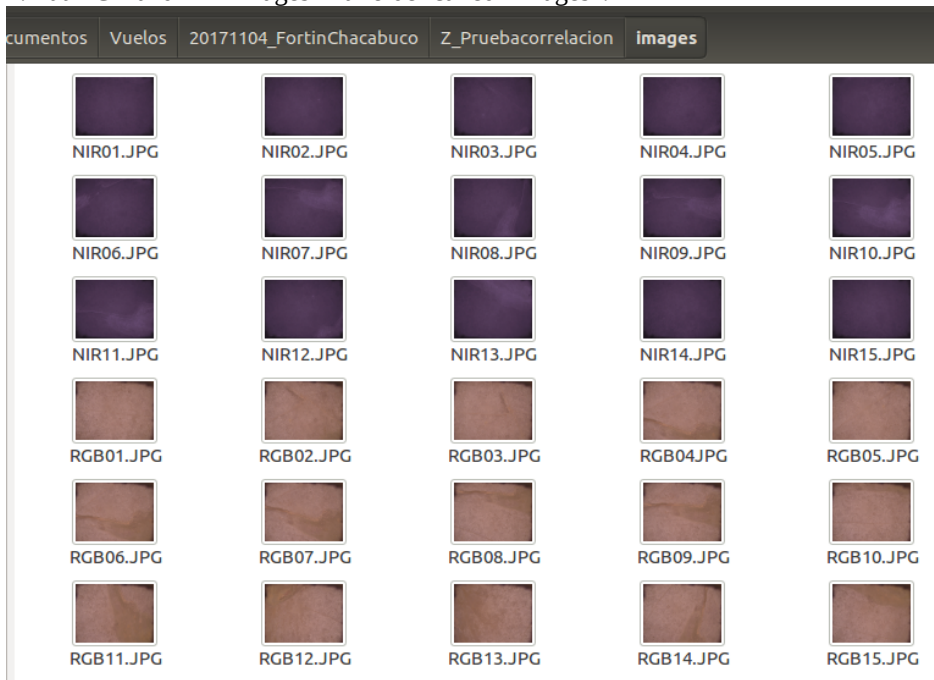 cumentos Vuelos 20171104_FortinChacabuco Z_Pruebacorrelacion images
NIR01.JPG NIR02.JPG NIR03.JPG NIR04.JPG NIR05.JPG
NIR06.JPG NIR07.JPG NIR08.JPG NIR09.JPG NIR10.JPG
NIR11.JPG NIR12.JPG NIR13.JPG NIR14.JPG NIR15.JPG
RGB01.JPG RGB02.JPG RGB03.JPG RGB04JPG RGB05.JPG
RGB06.JPG RGB07.JPG RGB08.JPG RGB09.JPG RGB10.JPG
RGB11.JPG RGB12.JPG RGB13.JPG RGB14.JPG RGB15.JPG